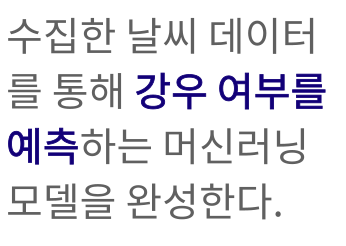 수집한 날씨 데이터
를 통해 강우 여부를
예측하는 머신러닝
모델을 완성한다.